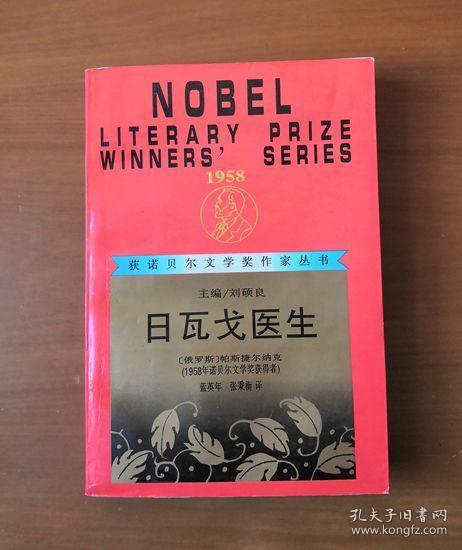 NOBEL
LITERARY PRIZE
WINNERS' SERIES
1958
获诺贝尔文学奖作家丛书
主编/刘硕良
日瓦戈医生
〔俄罗斯〕帕斯捷尔纳克
(1958年诺贝尔文学奖获得者)
蓝英年 张秉衡 译
孔夫子旧书网
kongfz.com